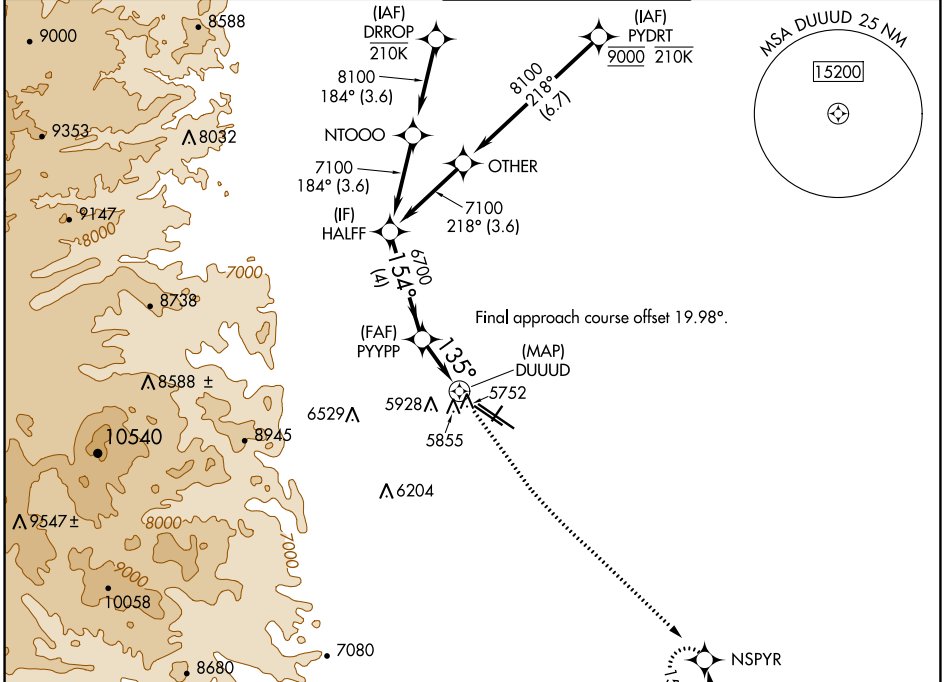 9000
8588
9353
8032
9147
8000
7000
8738
8588 ±
10540
8945
9547 ±
8000
7000
9000
10058
8680
7080
(IAF)
DRROP
210K
8100
184° (3.6)
NTOOO
7100
184° (3.6)
(IF)
HALFF
(IAF)
PYDRT
9000 210K
8100
218°
(6.7)
OTHER
7100
218° (3.6)
6700
154°
(4)
(FAF)
PYYPP
135°
Final approach course offset 19.98°.
(MAP)
DUUUD
5752
5928
5855
6529
6204
NSPYR
MSA DUUUD 25 NM
15200